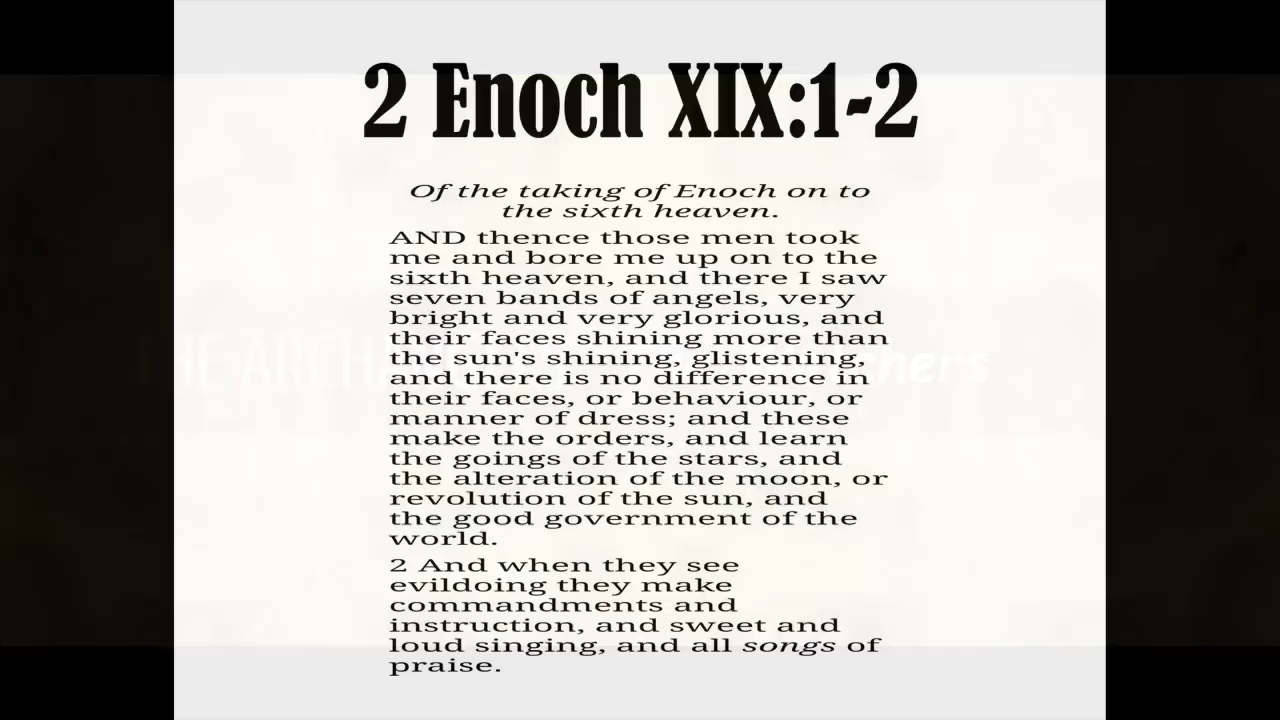 2 Enoch XIX:1-2
Of the taking of Enoch on to
the sixth heaven.
AND thence those men took
me and bore me up on to the
sixth heaven, and there I saw
seven bands of angels, very
bright and very glorious, and
their faces shining more than
the sun's shining, glistening,
and there is no difference in
their faces, or behaviour, or
manner of dress; and these
make the orders, and learn
the goings of the stars, and
the alteration of the moon, or
revolution of the sun, and
the good government of the
world.
2 And when they see
evildoing they make
commandments and
instruction, and sweet and
loud singing, and all songs of
praise.
THE